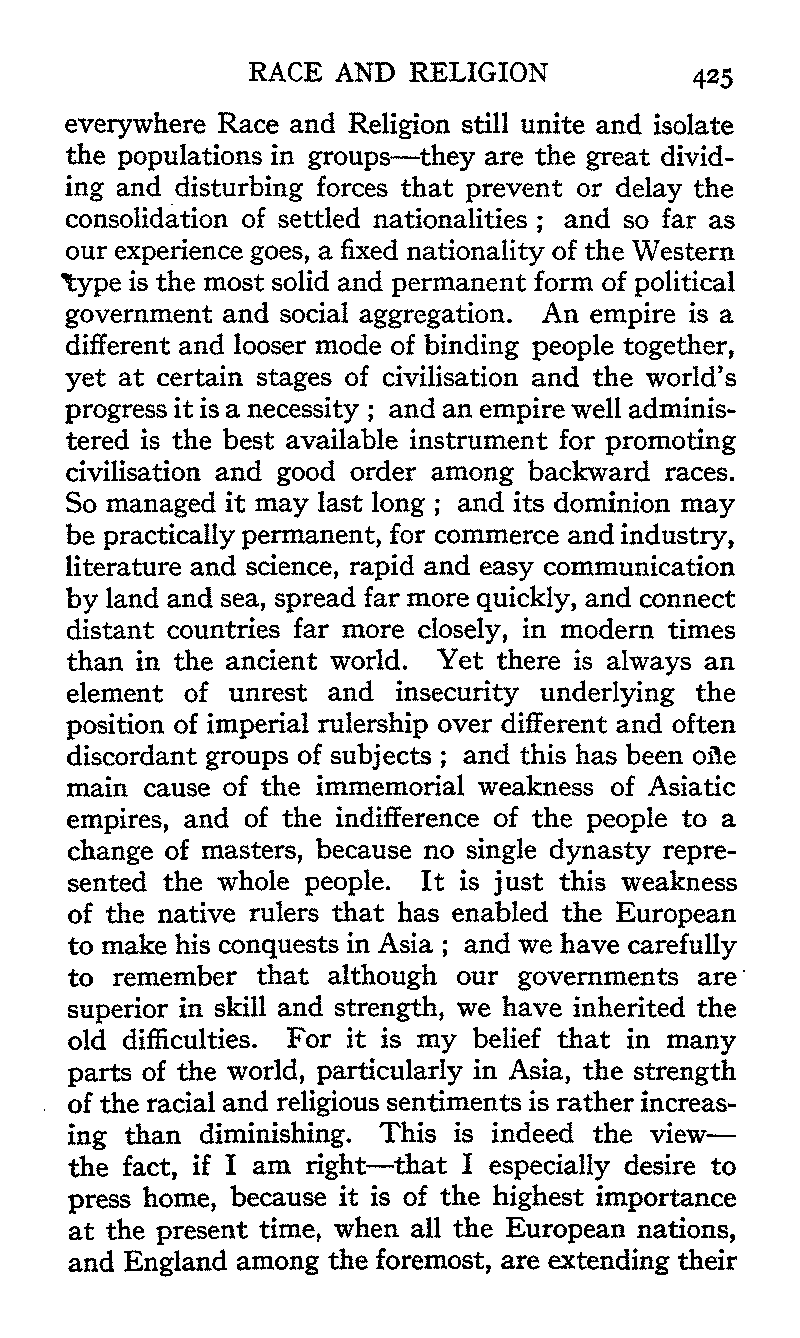 RACE AND RELIGION 425
everywhere Race and Religion still unite and isolate
the populations in groups—they are the great divid-
ing and disturbing forces that prevent or delay the
consolidation of settled nationalities ; and so far as
our experience goes, a fixed nationality of the Western
type is the most solid and permanent form of political
government and social aggregation. An empire is a
different and looser mode of binding people together,
yet at certain stages of civilisation and the world's
progress it is a necessity ; and an empire well adminis-
tered is the best available instrument for promoting
civilisation and good order among backward races.
So managed it may last long ; and its dominion may
be practically permanent, for commerce and industry,
literature and science, rapid and easy communication
by land and sea, spread far more quickly, and connect
distant countries far more closely, in modern times
than in the ancient world. Yet there is always an
element of unrest and insecurity underlying the
position of imperial rulership over different and often
discordant groups of subjects ; and this has been one
main cause of the immemorial weakness of Asiatic
empires, and of the indifference of the people to a
change of masters, because no single dynasty repre-
sented the whole people. It is just this weakness
of the native rulers that has enabled the European
to make his conquests in Asia ; and we have carefully
to remember that although our governments are
superior in skill and strength, we have inherited the
old difficulties. For it is my belief that in many
parts of the world, particularly in Asia, the strength
of the racial and religious sentiments is rather increas-
ing than diminishing. This is indeed the view—
the fact, if I am right—that I especially desire to
press home, because it is of the highest importance
at the present time, when all the European nations,
and England among the foremost, are extending their